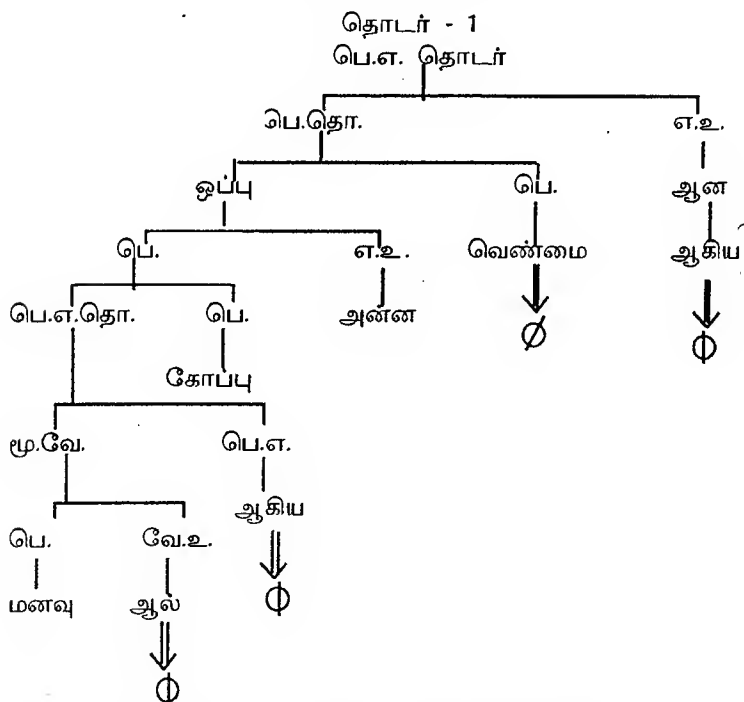 தொடர் - 1
பெ.எ. தொடர்
பெ.தொ. எ.உ.
ஒப்பு பெ. ஆன
பெ. எ.உ. வெண்மை ஆகிய
பெ.எ.தொ. பெ. அன்ன ∅ ∅
கோப்பு
மூ.வே. பெ.எ.
ஆகிய
பெ. வே.உ.
மனவு ஆல் ∅
∅